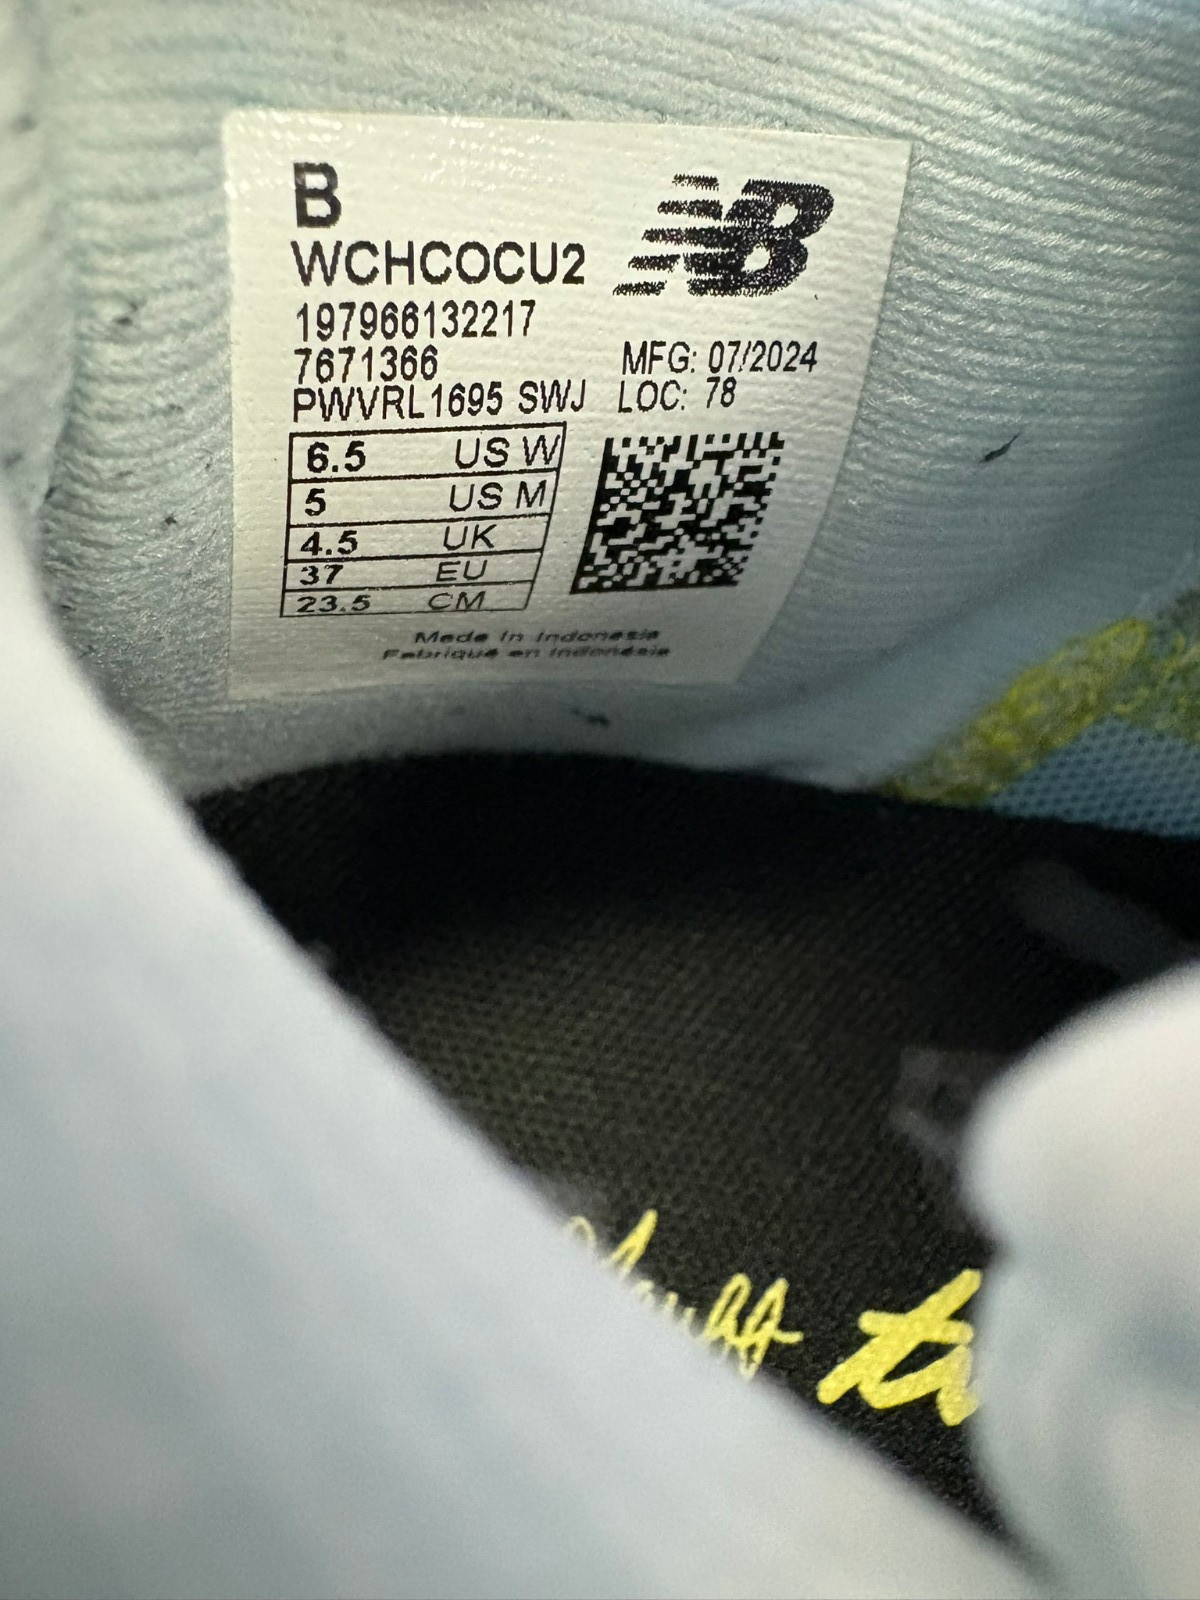 B
WCHCOCU2
197966132217
7671366
MFG: 07/2024
PWVRL1695 SWJ
LOC: 78
6.5 US W
5 US M
4.5 UK
37 EU
23.5 CM
Made in Indonesia
Fabriqué en Indonésie